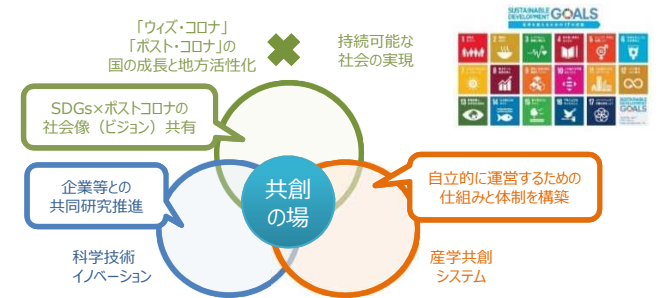 「ウィズ・コロナ」
「ポスト・コロナ」の
国の成長と地方活性化
持続可能な
社会の実現
SUSTAINABLE
DEVELOPMENT GOALS
SDGs×ポストコロナの
社会像（ビジョン）共有
企業等との
共同研究推進
共創
の場
自立的に運営するための
仕組みと体制を構築
科学技術
イノベーション
産学共創
システム